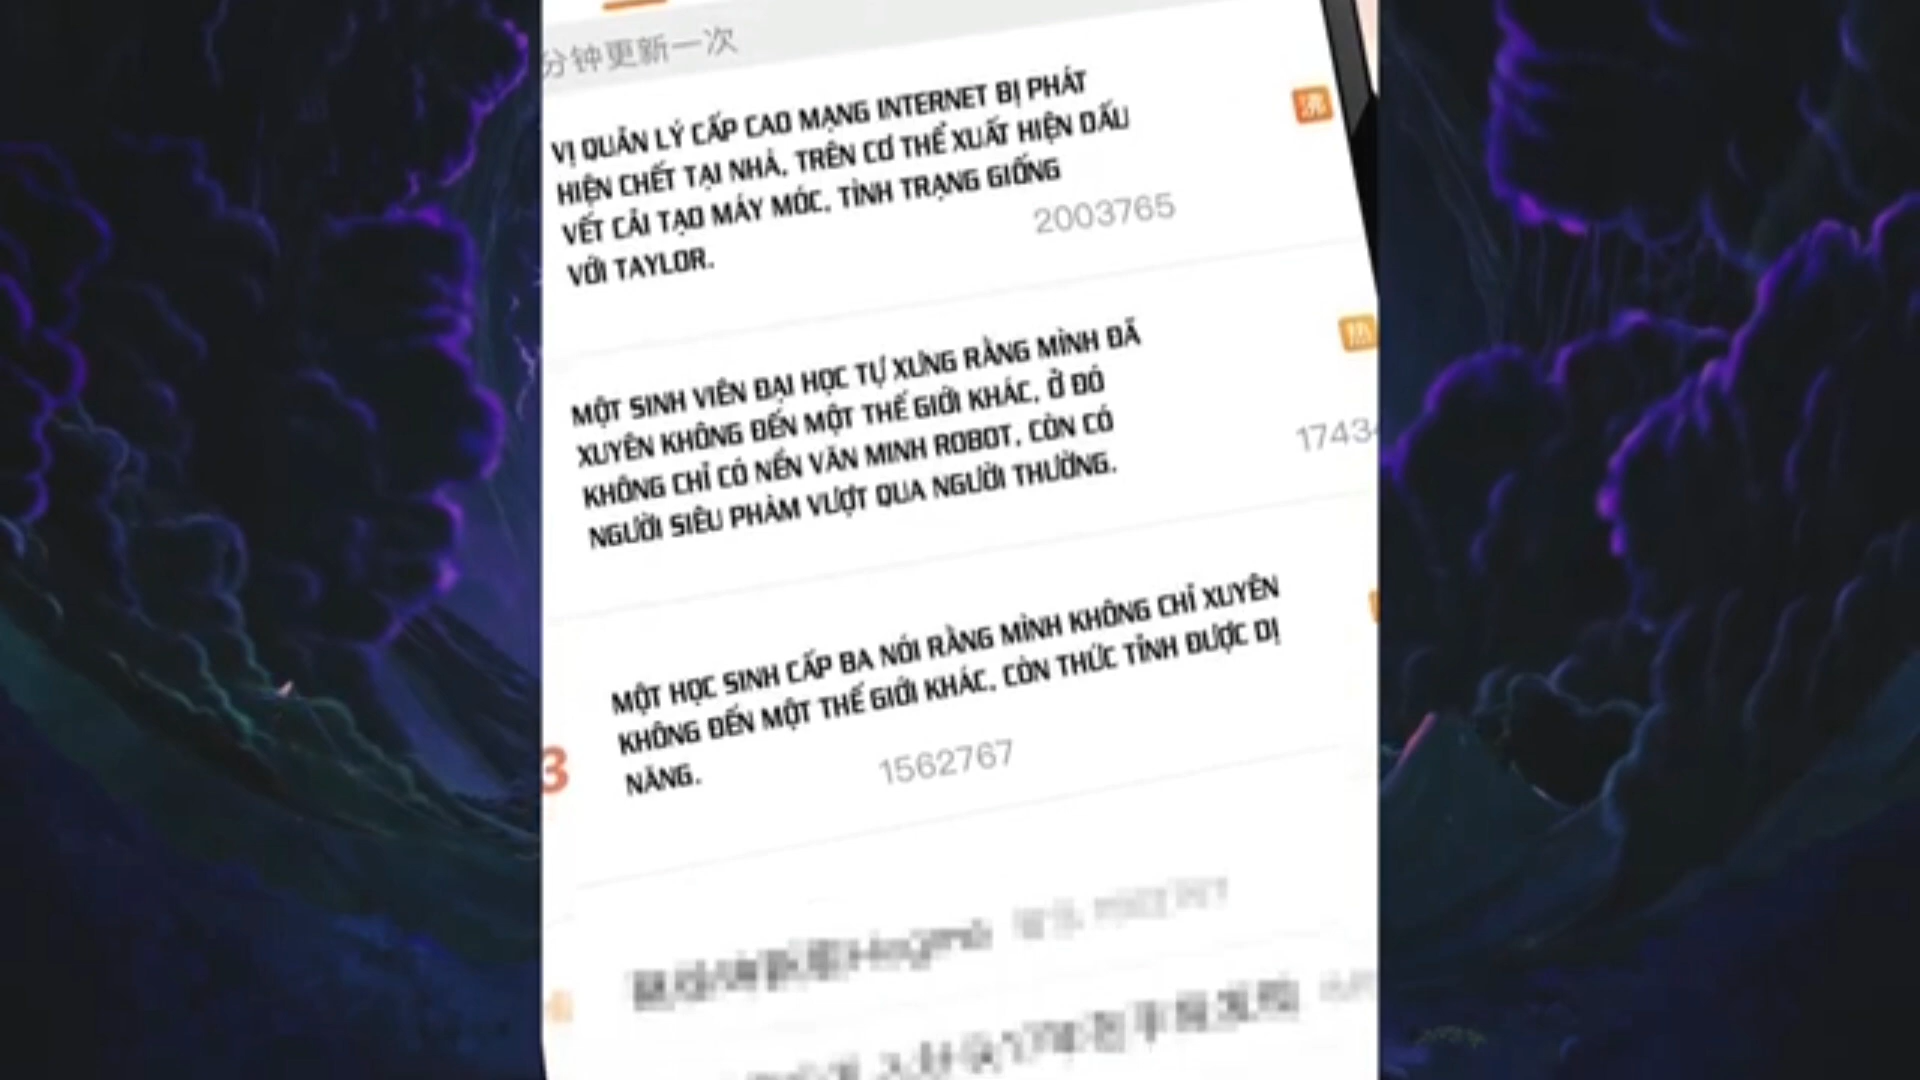 分钟更新一次
VỊ QUẢN LÝ CẤP CAO MẠNG INTERNET BỊ PHÁT
沸
HIỆN CHẾT TẠI NHÀ, TRÊN CƠ THỂ XUẤT HIỆN DẤU
VẾT CẢI TẠO MÁY MÓC, TÌNH TRẠNG GIỐNG
2003765
VỚI TAYLOR.
MỘT SINH VIÊN ĐẠI HỌC TỰ XƯNG RẰNG MÌNH ĐÃ
热
XUYÊN KHÔNG ĐẾN MỘT THẾ GIỚI KHÁC, Ở ĐÓ
KHÔNG CHỈ CÓ NỀN VĂN MINH ROBOT, CÒN CÓ
1743
NGƯỜI SIÊU PHÀM VƯỢT QUA NGƯỜI THƯỜNG.
3
MỘT HỌC SINH CẤP BA NÓI RẰNG MÌNH KHÔNG CHỈ XUYÊN
KHÔNG ĐẾN MỘT THẾ GIỚI KHÁC, CÒN THỨC TỈNH ĐƯỢC DỊ
NĂNG.
1562767